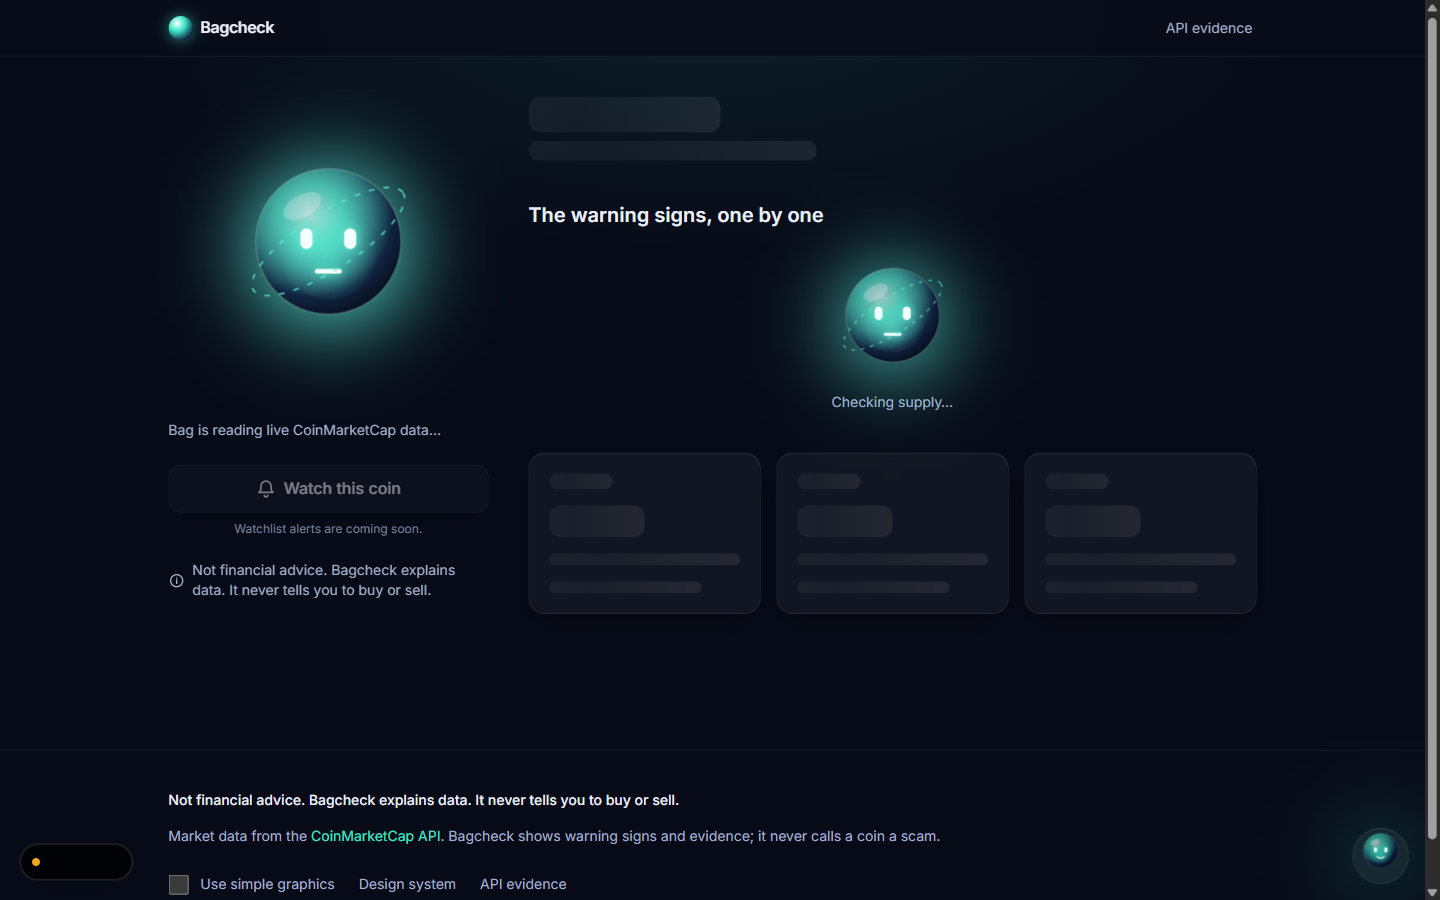 Bagcheck
API evidence
The warning signs, one by one
Checking supply...
Bag is reading live CoinMarketCap data...
Watch this coin
Watchlist alerts are coming soon.
Not financial advice. Bagcheck explains
data. It never tells you to buy or sell.
Not financial advice. Bagcheck explains data. It never tells you to buy or sell.
Market data from the CoinMarketCap API. Bagcheck shows warning signs and evidence; it never calls a coin a scam.
Use simple graphics
Design system
API evidence